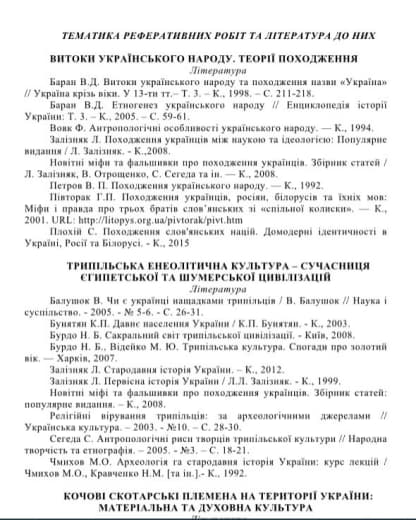 ТЕМАТИКА РЕФЕРАТИВНИХ РОБІТ ТА ЛІТЕРАТУРА ДО НИХ
ВИТОКИ УКРАЇНСЬКОГО НАРОДУ. ТЕОРІЇ ПОХОДЖЕННЯ
Література
Баран В.Д. Витоки українського народу та походження назви «Україна»
// Україна крізь віки. У 13-ти тт.– Т. 3. – К., 1998. – С. 211-218.
Баран В.Д. Етногенез українського народу // Енциклопедія історії
України: Т. 3. – К., 2005. – С. 59-61.
Вовк Ф. Антропологічні особливості українського народу. — К., 1994.
Залізняк Л. Походження українців між наукою та ідеологією: Популярне
видання / Л. Залізняк. - К.,2008.
Новітні міфи та фальшивки про походження українців. Збірник статей /
Л. Залізняк, В. Отрощенко, С. Сегеда та ін. — К., 2008.
Петров В. П. Походження українського народу. — К., 1992.
Півторак Г.П. Походження українців, росіян, білорусів та їхніх мов:
Міфи і правда про трьох братів слов’янських зі «спільної колиски». — К.,
2001. URL: http://litopys.org.ua/pivtorak/pivt.htm
Плохій С. Походження слов'янських націй. Домодерні ідентичності в
Україні, Росії та Білорусі. - К., 2015
ТРИПІЛЬСЬКА ЕНЕОЛІТИЧНА КУЛЬТУРА – СУЧАСНИЦЯ
ЄГИПЕТСЬКОЇ ТА ШУМЕРСЬКОЇ ЦИВІЛІЗАЦІЙ
Література
Балушок В. Чи є українці нащадками трипільців / В. Балушок // Наука і
суспільство. - 2005. - № 5-6. - С. 26-31.
Бунятян К.П. Давнє населення України / К.П. Бунятян. - К., 2003.
Бурдо Н. Б. Сакральний світ трипільської цивілізації. - Київ, 2008.
Бурдо Н. Б., Відейко М. Ю. Трипільська культура. Спогади про золотий
вік. — Харків, 2007.
Залізняк Л. Стародавня історія України. – К., 2012.
Залізняк Л. Первісна історія України / Л.Л. Залізняк. - К., 1999.
Новітні міфи та фальшивки про походження українців. Збірник статей:
популярне видання. – К., 2008.
Релігійні вірування трипільців: за археологічними джерелами //
Українська культура. – 2003. - №10. – С. 28-30.
Сегеда С. Антропологічні риси творців трипільської культури // Народна
творчість та етнографія. – 2005. - №3. – С. 18-21.
Чмихов М.О. Археологія га стародавня історія України: курс лекцій /
Чмихов М.О., Кравченко Н.М. [та ін.].- К., 1992.
КОЧОВІ СКОТАРСЬКІ ПЛЕМЕНА НА ТЕРИТОРІЇ УКРАЇНИ:
МАТЕРІАЛЬНА ТА ДУХОВНА КУЛЬТУРА